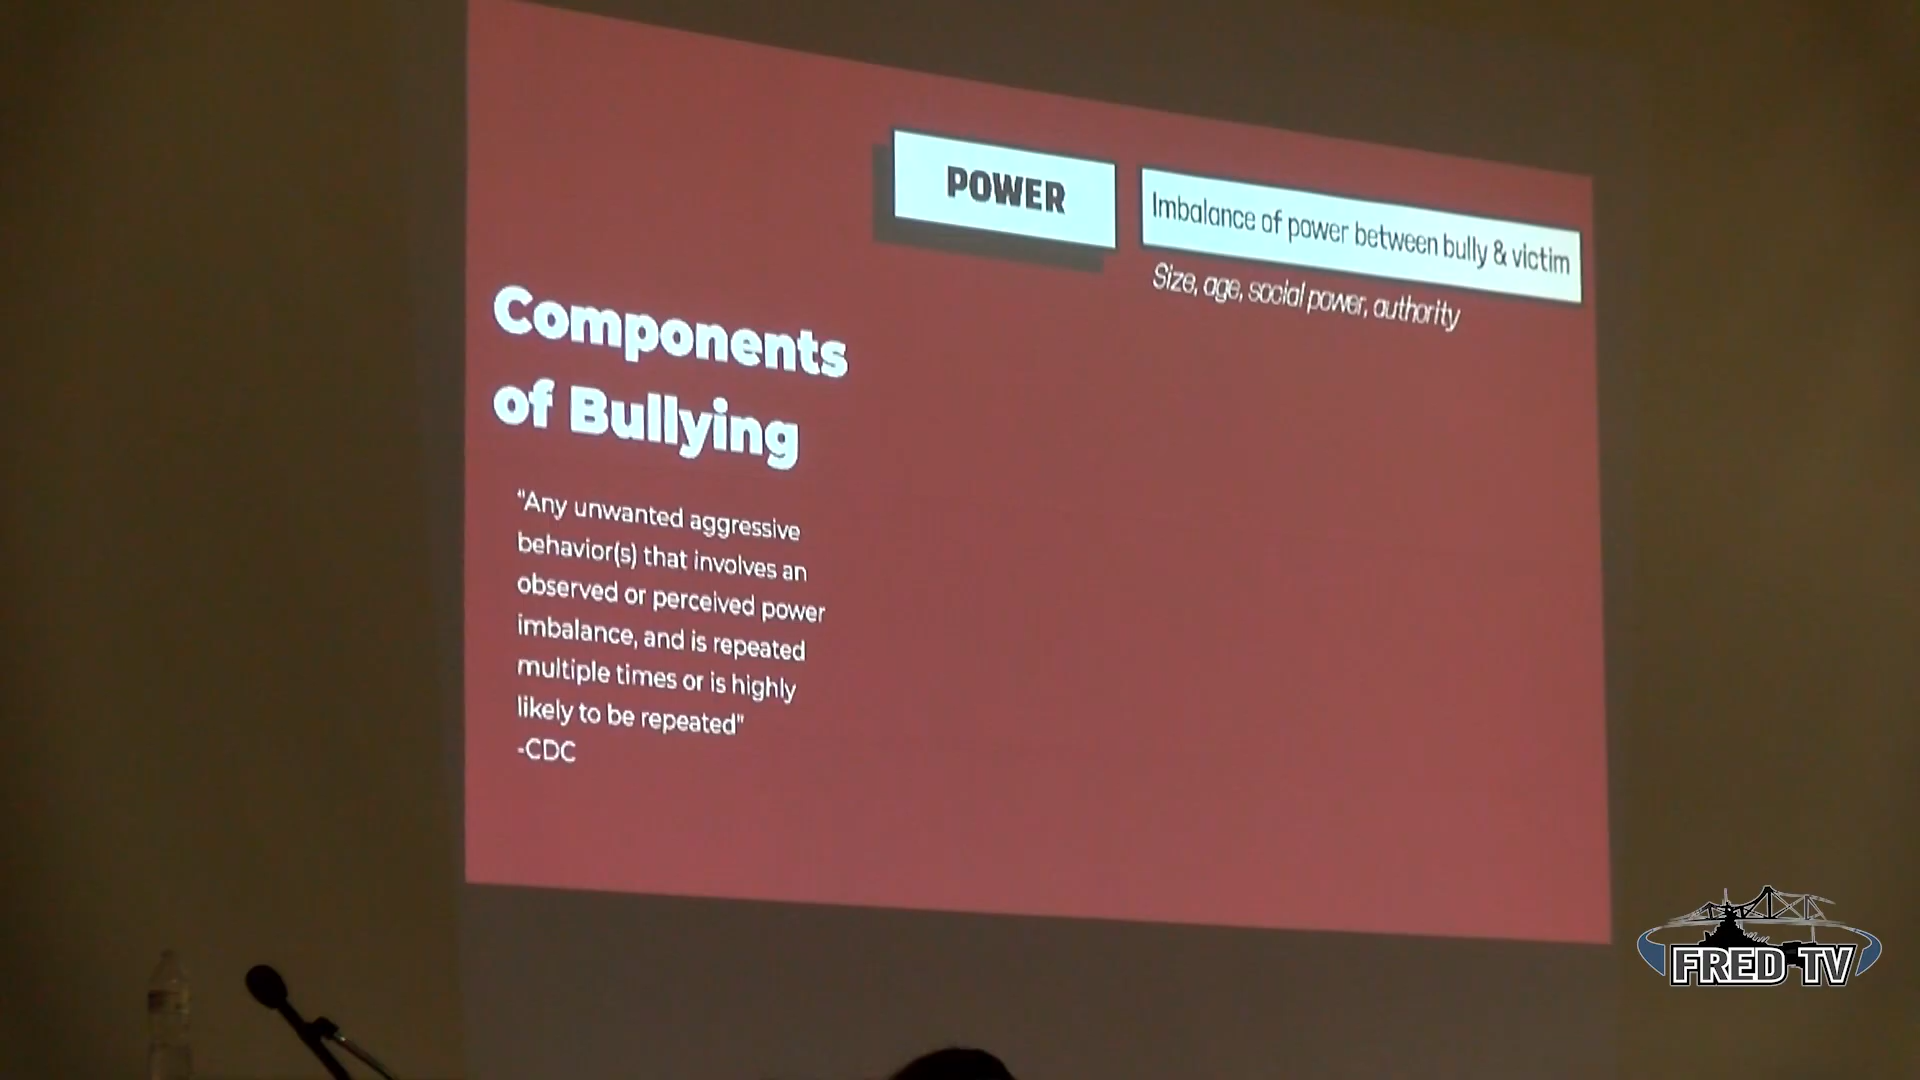 POWER
Imbalance of power between bully & victim
Size, age, social power, authority
Components
of Bullying
"Any unwanted aggressive
behavior(s) that involves an
observed or perceived power
imbalance, and is repeated
multiple times or is highly
likely to be repeated"
-CDC
FRED TV